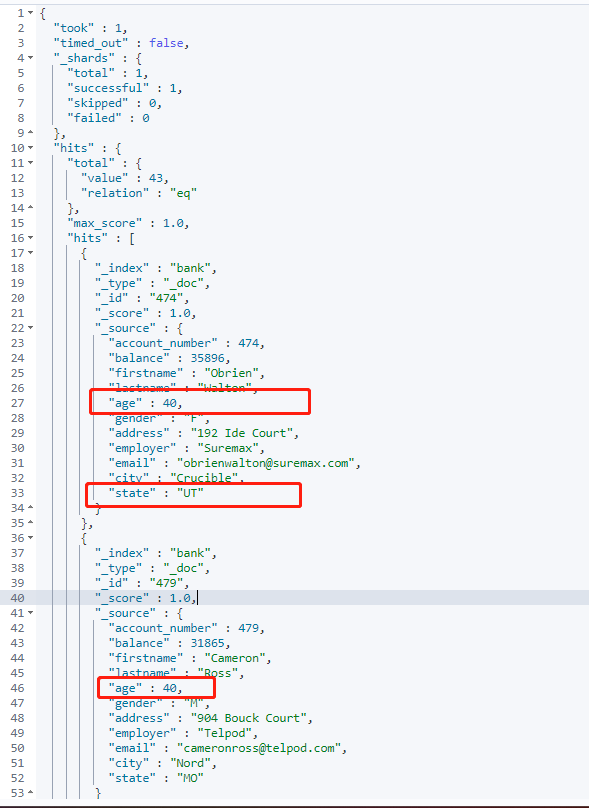 1 {
2 "took" : 1,
3 "timed_out" : false,
4 "_shards" : {
5 "total" : 1,
6 "successful" : 1,
7 "skipped" : 0,
8 "failed" : 0
9 },
10 "hits" : {
11 "total" : {
12 "value" : 43,
13 "relation" : "eq"
14 },
15 "max_score" : 1.0,
16 "hits" : [
17 {
18 "_index" : "bank",
19 "_type" : "_doc",
20 "_id" : "474",
21 "_score" : 1.0,
22 "_source" : {
23 "account_number" : 474,
24 "balance" : 35896,
25 "firstname" : "Obrien",
26 "lastname" : "Walton",
27 "age" : 40,
28 "gender" : "F",
29 "address" : "192 Ide Court",
30 "employer" : "Suremax",
31 "email" : "obrienwalton@suremax.com",
32 "city" : "Crucible",
33 "state" : "UT"
34 }
35 },
36 {
37 "_index" : "bank",
38 "_type" : "_doc",
39 "_id" : "479",
40 "_score" : 1.0,
41 "_source" : {
42 "account_number" : 479,
43 "balance" : 31865,
44 "firstname" : "Cameron",
45 "lastname" : "Ross",
46 "age" : 40,
47 "gender" : "M",
48 "address" : "904 Bouck Court",
49 "employer" : "Telpod",
50 "email" : "cameronross@telpod.com",
51 "city" : "Nord",
52 "state" : "MO"
53 }